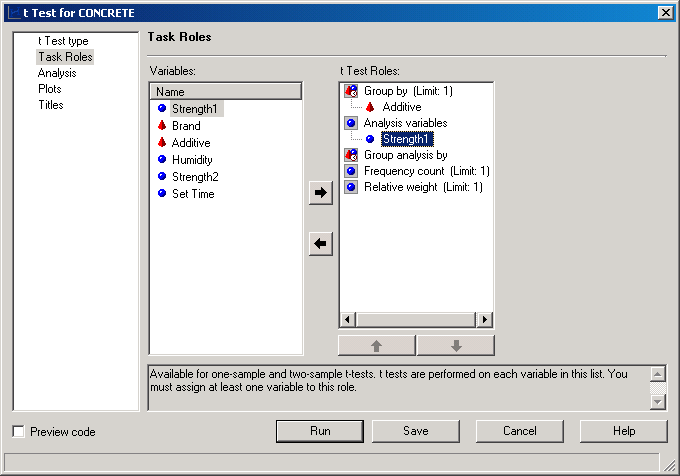 t Test for CONCRETE
t Test type
Task Roles
Analysis
Plots
Titles
Task Roles
Variables:
Name
Strength1
Brand
Additive
Humidity
Strength2
Set Time
t Test Roles:
Group by (Limit: 1)
Additive
Analysis variables
Strength1
Group analysis by
Frequency count (Limit: 1)
Relative weight (Limit: 1)
Available for one-sample and two-sample t-tests. t tests are performed on each variable in this list. You
must assign at least one variable to this role.
Preview code
Run
Save
Cancel
Help